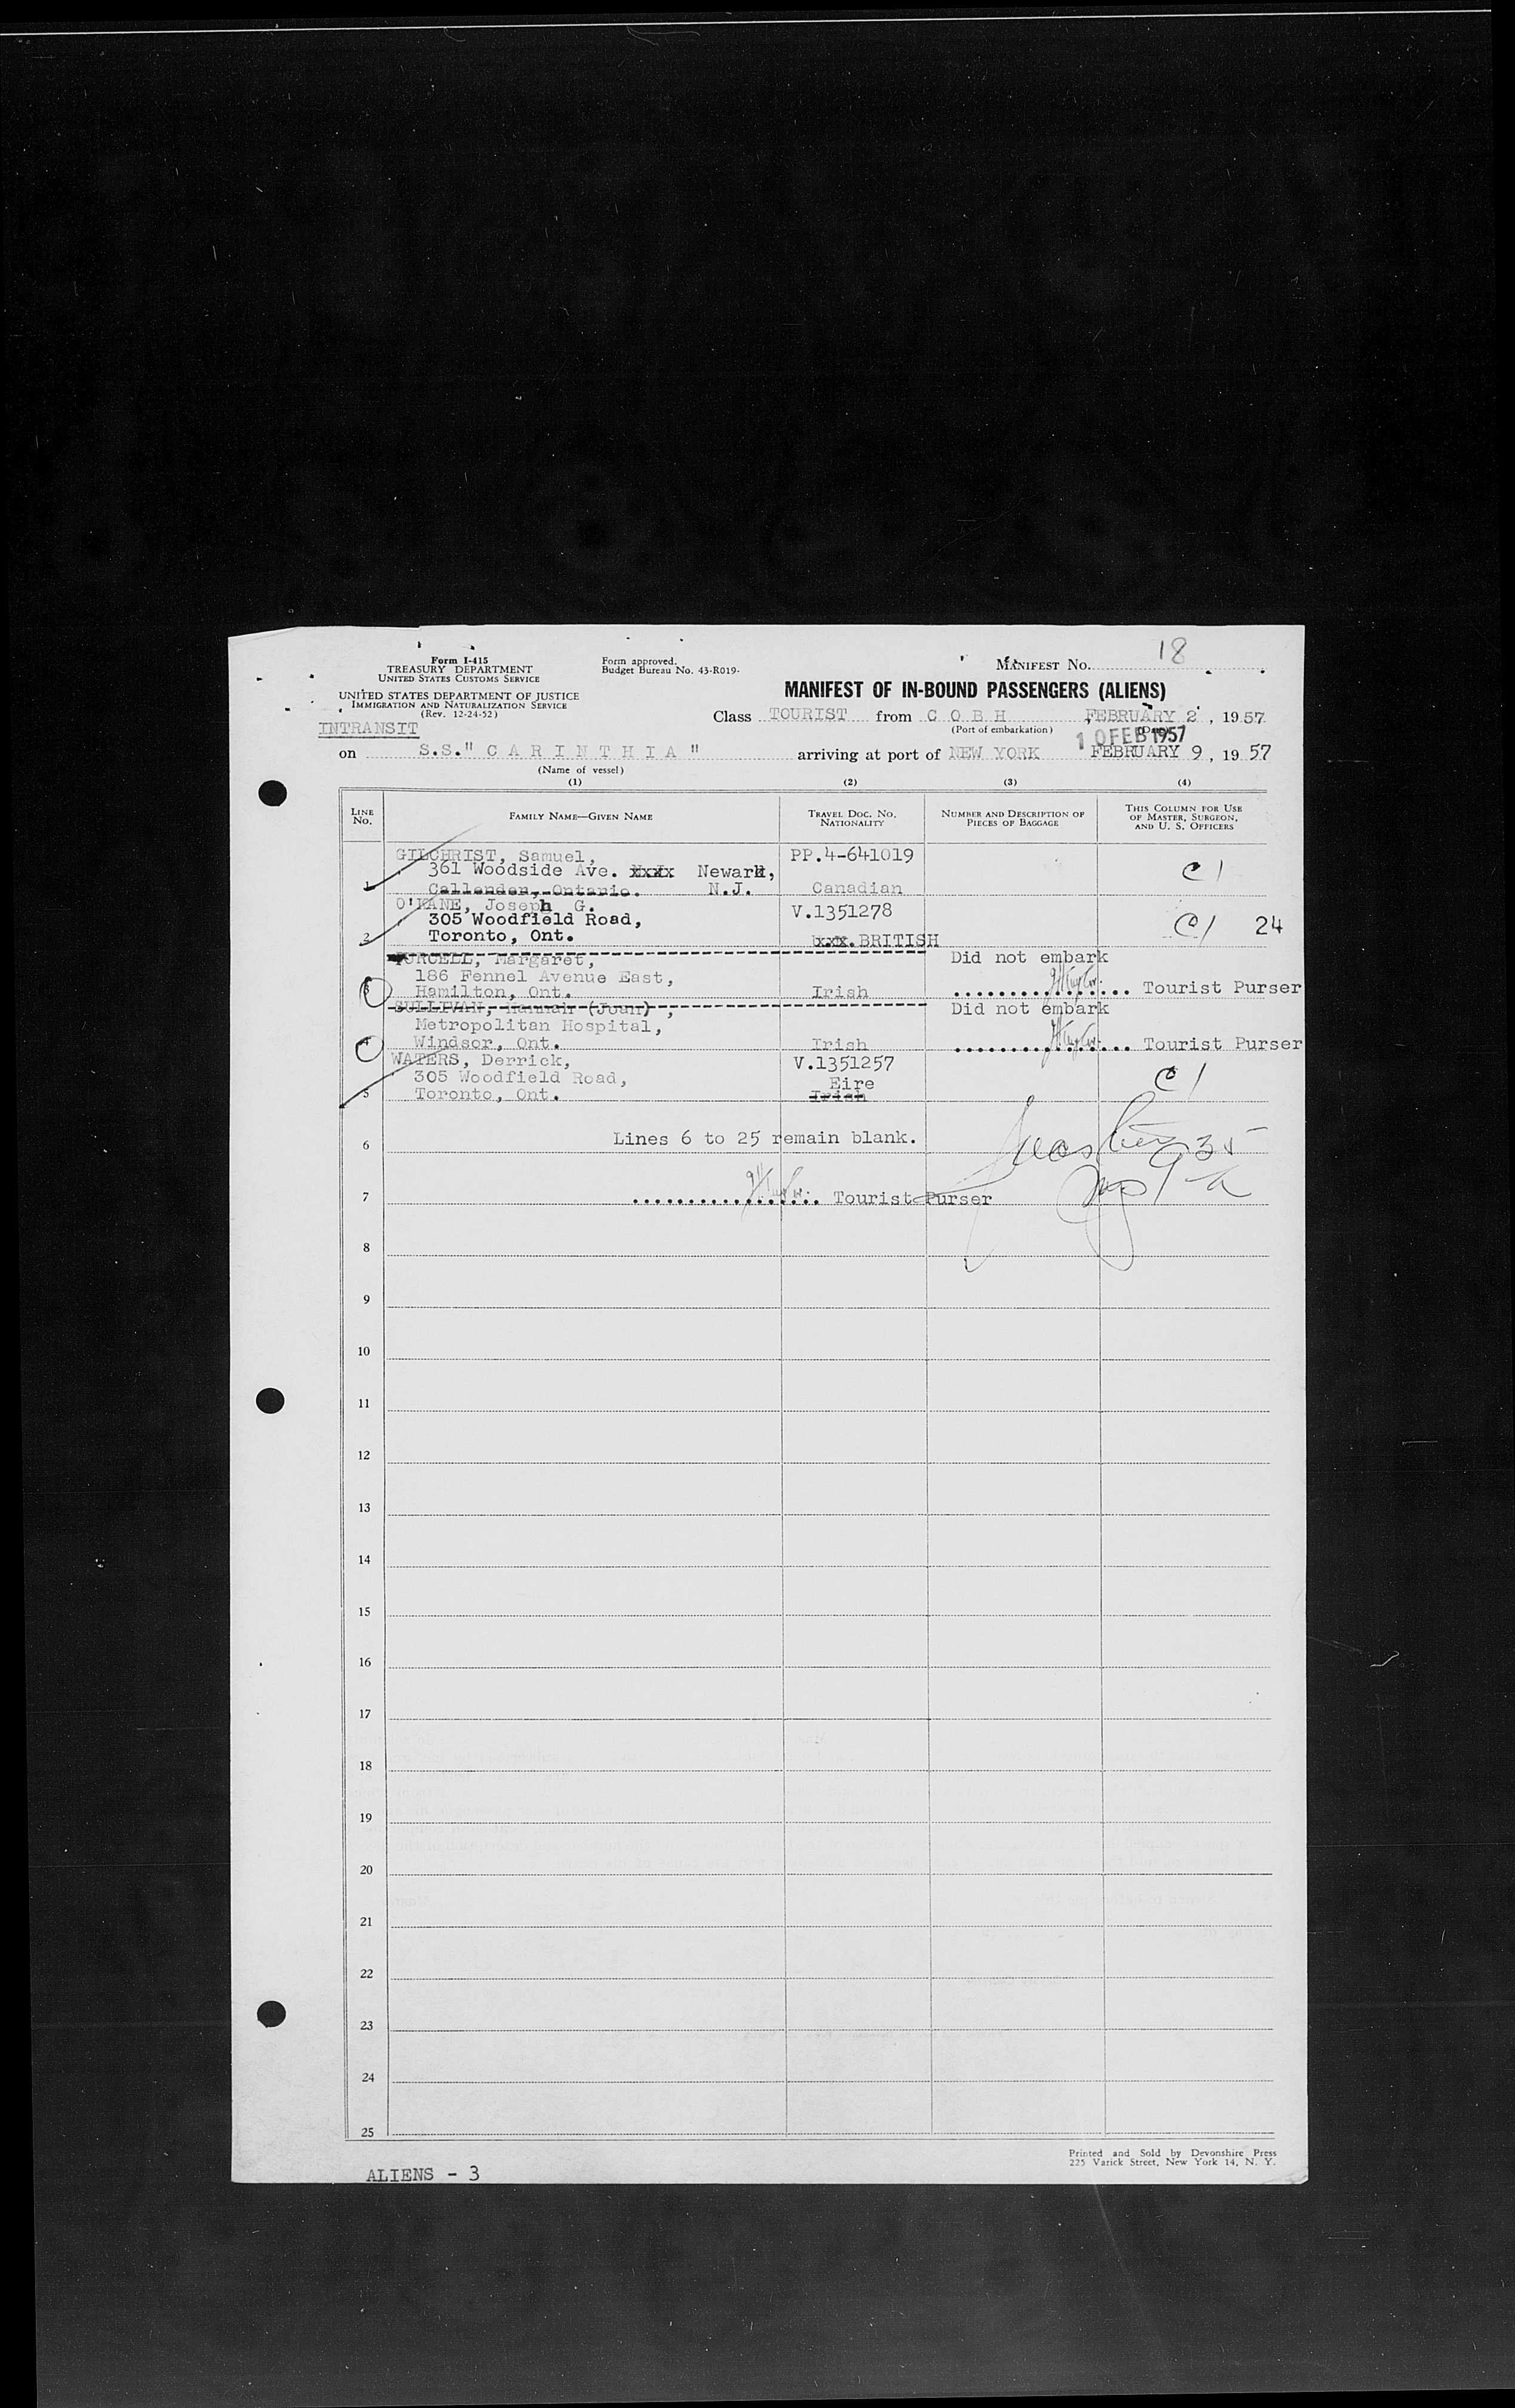 18
Form I-415
TREASURY DEPARTMENT
UNITED STATES CUSTOMS SERVICE
Form approved.
Budget Bureau No. 43-R019-
MANIFEST No.
UNITED STATES DEPARTMENT OF JUSTICE
IMMIGRATION AND NATURALIZATION SERVICE
(Rev. 12-24-52)
MANIFEST OF IN-BOUND PASSENGERS (ALIENS)
INTRANSIT
Class TOURIST from C O B H , FEBRUARY 2 , 1957
(Port of embarkation)
10 FEB 1957
on S.S." C A R I N T H I A " arriving at port of NEW YORK FEBRUARY 9 , 19 57
(Name of vessel)
(1) (2) (3) (4)
LINE No. FAMILY NAME—GIVEN NAME TRAVEL DOC. NO. NATIONALITY NUMBER AND DESCRIPTION OF PIECES OF BAGGAGE THIS COLUMN FOR USE OF MASTER, SURGEON, AND U. S. OFFICERS
GILCHRIST, Samuel, PP.4-641019
361 Woodside Ave. Newark, C1
1 Callender, Ontario. N.J. Canadian
O'KANE, Joseph G. V.1351278
305 Woodfield Road, C1 24
2 Toronto, Ont. xxx. BRITISH
PURCELL, Margaret, Did not embark
186 Fennel Avenue East,
3 Hamilton, Ont. Irish Tourist Purser
SULLIVAN, Hannah (Joan) , Did not embark
Metropolitan Hospital,
4 Windsor, Ont. Irish Tourist Purser
WATERS, Derrick, V.1351257
305 Woodfield Road, Eire C1
5 Toronto, Ont. Irish
6 Lines 6 to 25 remain blank.
7 Tourist Purser
8
9
10
11
12
13
14
15
16
17
18
19
20
21
22
23
24
25
Printed and Sold by Devonshire Press
225 Varick Street, New York 14, N. Y.
ALIENS - 3